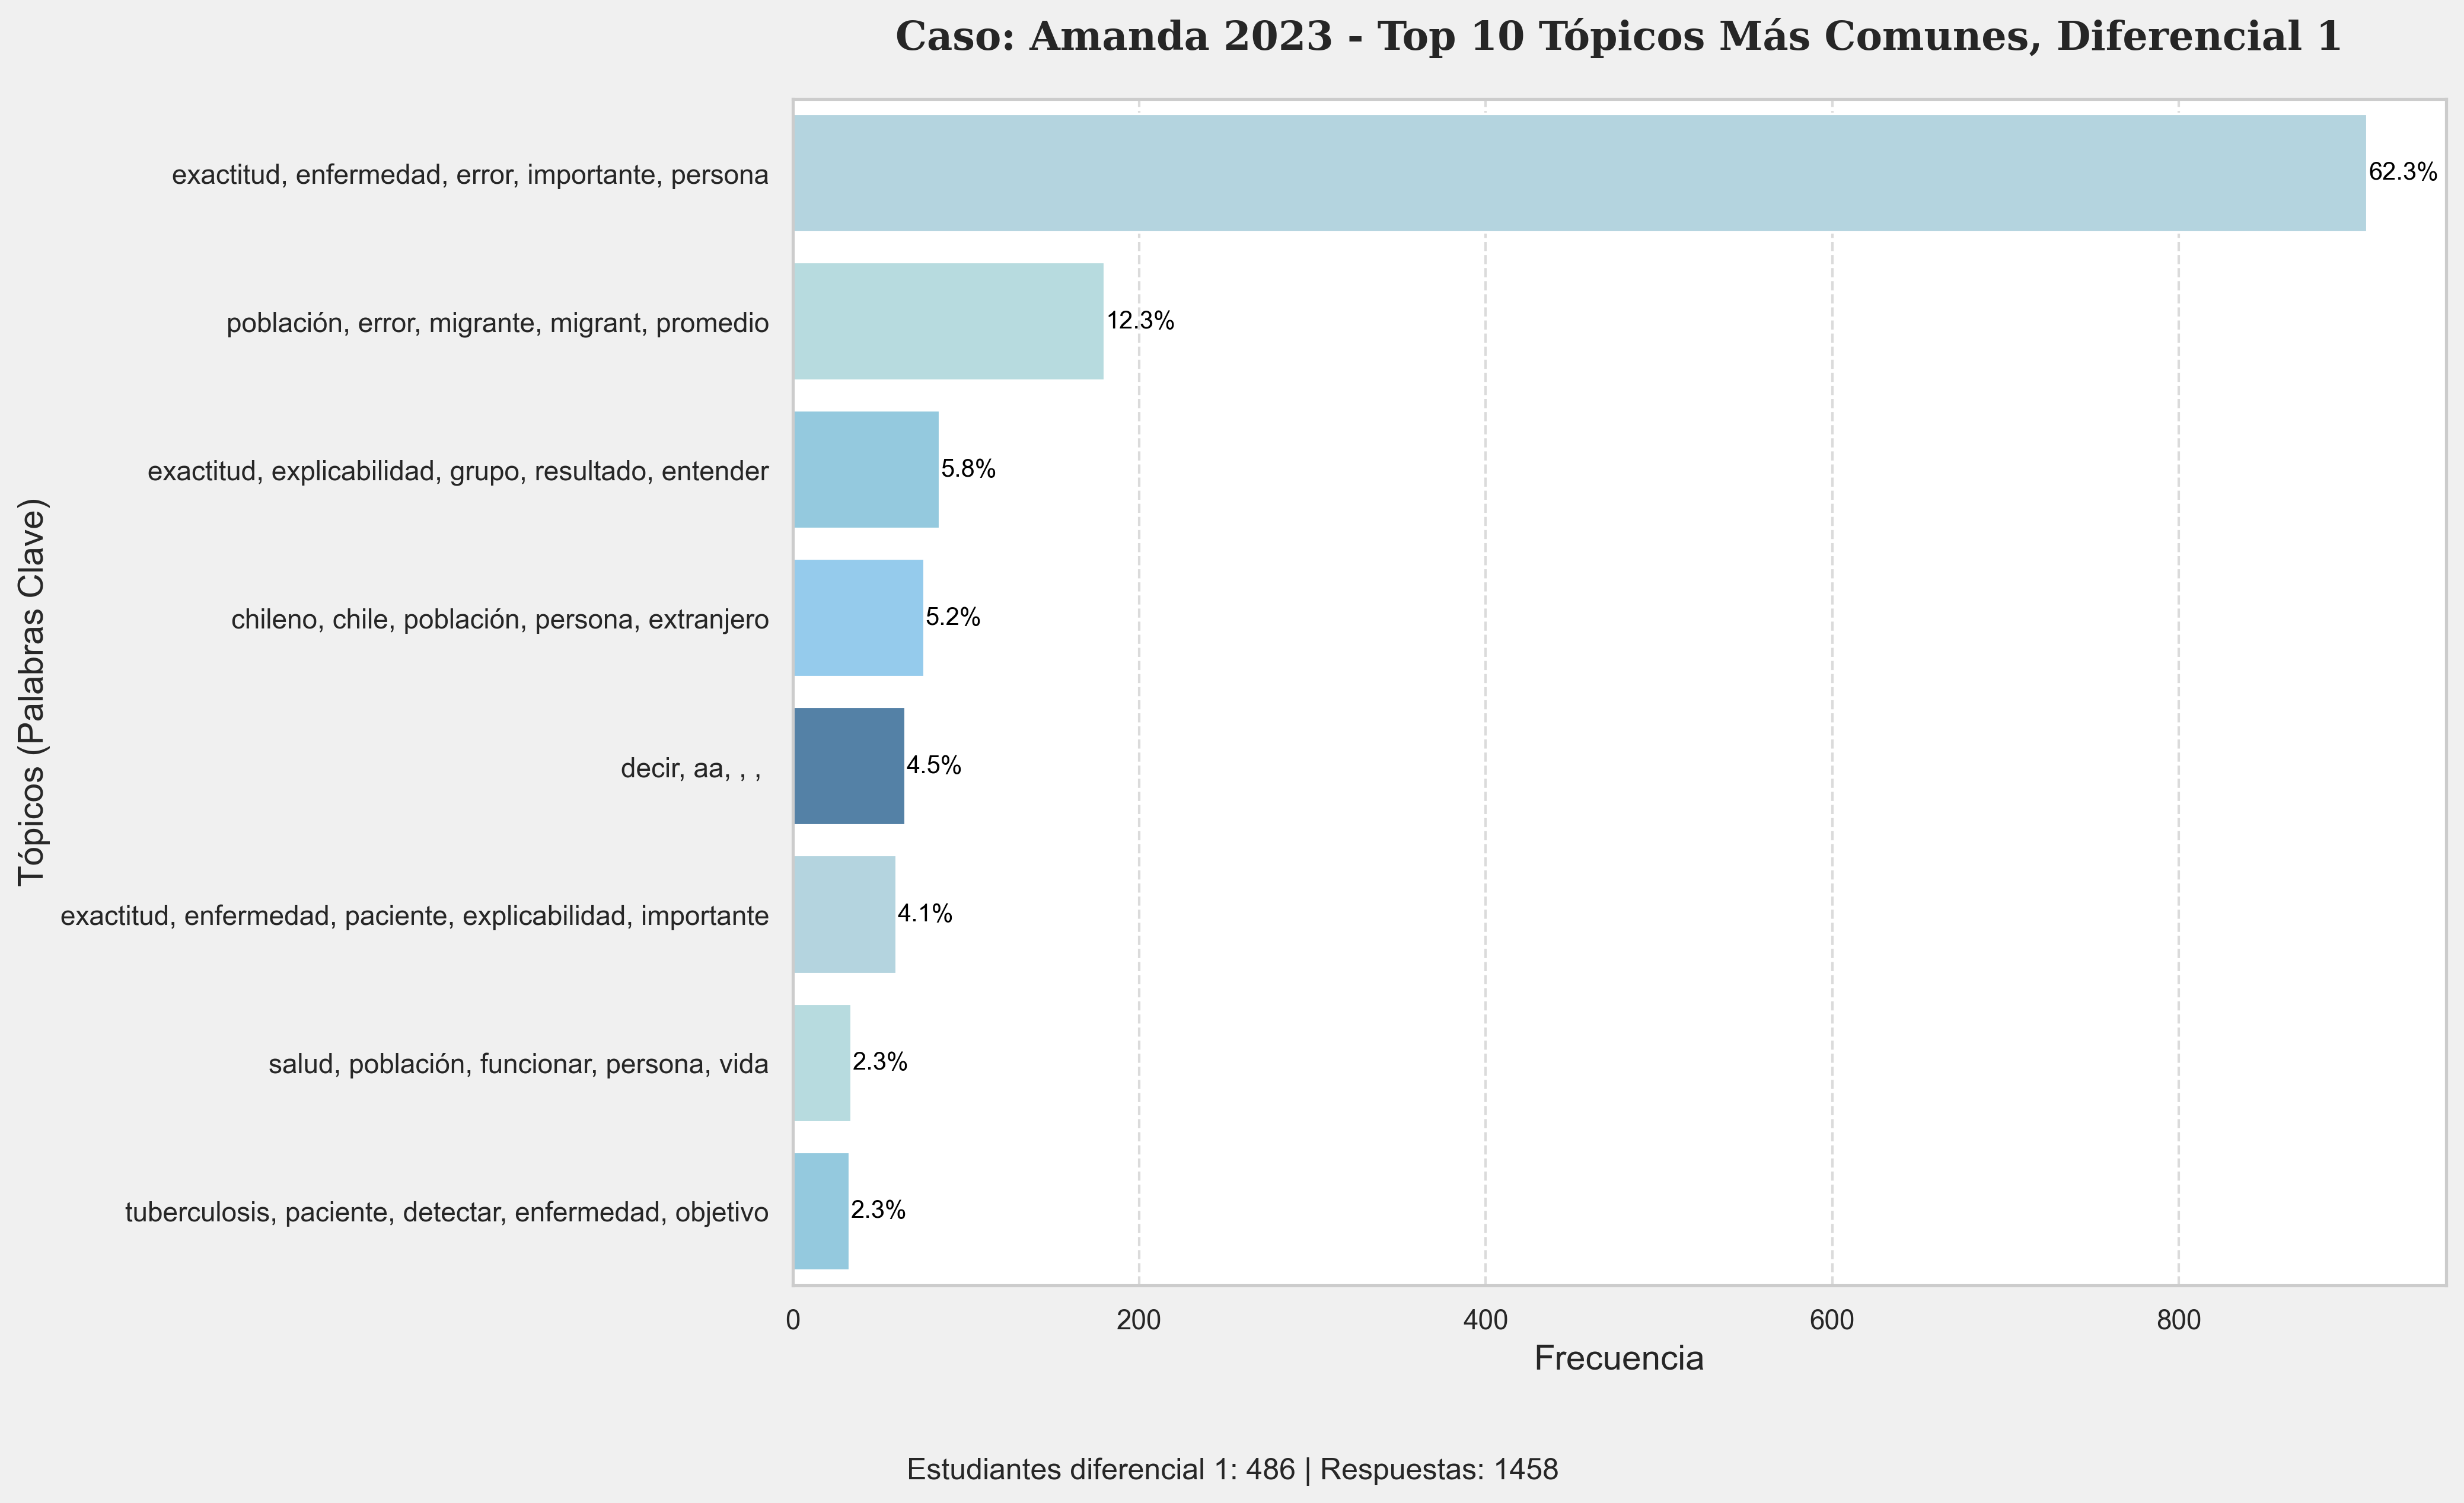 Caso: Amanda 2023 - Top 10 Tópicos Más Comunes, Diferencial 1
Tópicos (Palabras Clave)
exactitud, enfermedad, error, importante, persona
62.3%
población, error, migrante, migrant, promedio
12.3%
exactitud, explicabilidad, grupo, resultado, entender
5.8%
chileno, chile, población, persona, extranjero
5.2%
decir, aa, , ,
4.5%
exactitud, enfermedad, paciente, explicabilidad, importante
4.1%
salud, población, funcionar, persona, vida
2.3%
tuberculosis, paciente, detectar, enfermedad, objetivo
2.3%
0 200 400 600 800
Frecuencia
Estudiantes diferencial 1: 486 | Respuestas: 1458